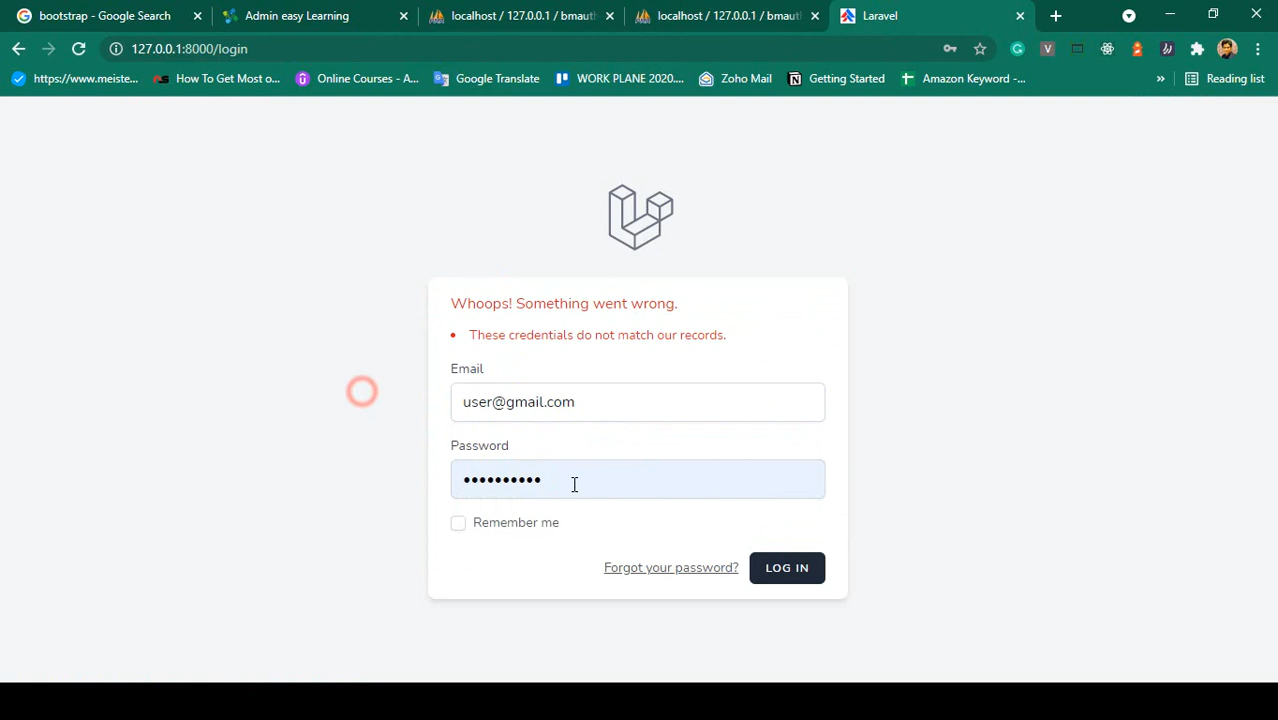 bootstrap - Google Search
Admin easy Learning
localhost / 127.0.0.1 / bmauth
localhost / 127.0.0.1 / bmauth
Laravel
127.0.0.1:8000/login
https://www.meiste...
How To Get Most o...
Online Courses - A...
Google Translate
WORK PLANE 2020....
Zoho Mail
Getting Started
Amazon Keyword -...
»
Reading list
Whoops! Something went wrong.
• These credentials do not match our records.
Email
user@gmail.com
Password
••••••••••
Remember me
Forgot your password?
LOG IN